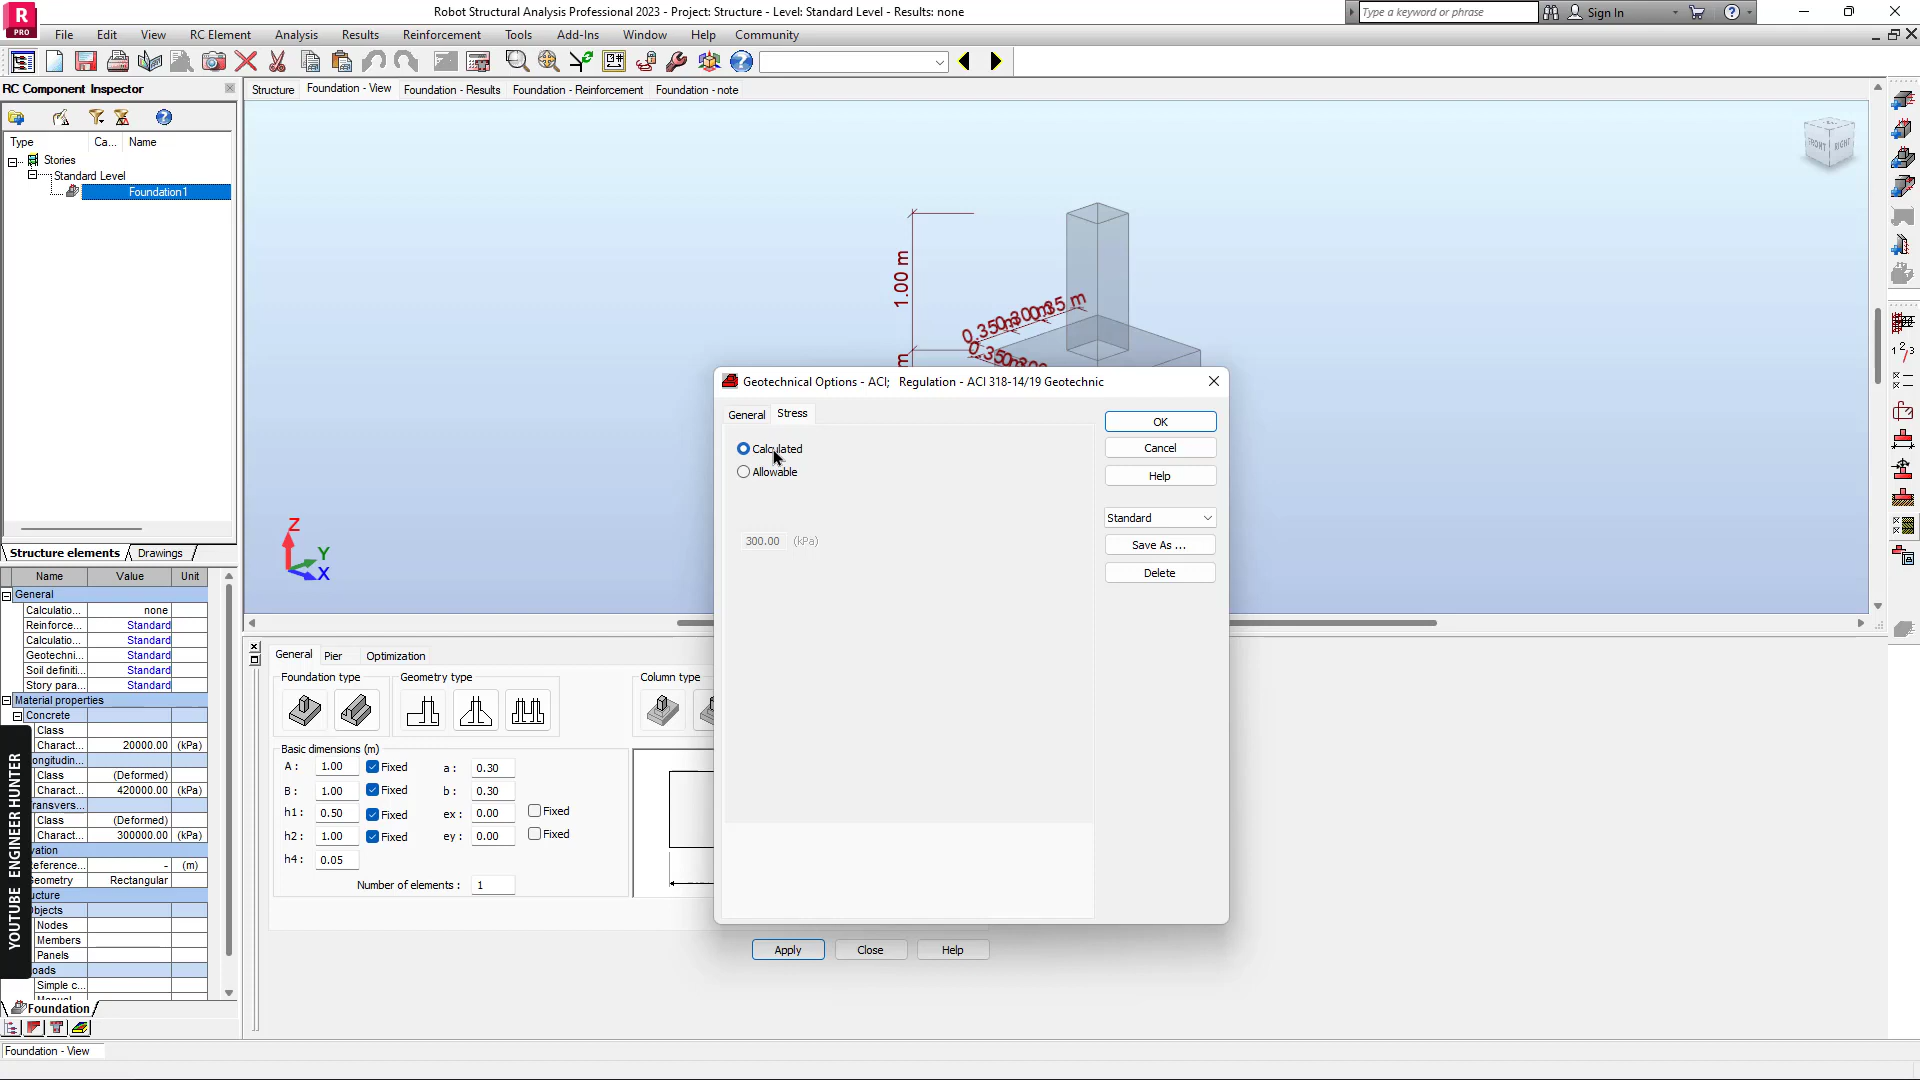 R
PRO
Robot Structural Analysis Professional 2023 - Project: Structure - Level: Standard Level - Results: none
Type a keyword or phrase
Sign In
File Edit View RC Element Analysis Results Reinforcement Tools Add-Ins Window Help Community
RC Component Inspector
Structure Foundation - View Foundation - Results Foundation - Reinforcement Foundation - note
Type Ca... Name
Stories
Standard Level
Foundation1
FRONT RIGHT
1.00 m
Z
Y
X
Geotechnical Options - ACI; Regulation - ACI 318-14/19 Geotechnic
General Stress
Calculated
Allowable
300.00 (kPa)
OK
Cancel
Help
Standard
Save As ...
Delete
Structure elements Drawings
Name Value Unit
General
Calculatio... none
Reinforce... Standard
Calculatio... Standard
Geotechni... Standard
Soil definiti... Standard
Story para... Standard
Material properties
Concrete
Class
Charact... 20000.00 (kPa)
ongitudin...
Class (Deformed)
Charact... 420000.00 (kPa)
ransvers...
Class (Deformed)
Charact... 300000.00 (kPa)
vation
eference... - (m)
eometry Rectangular
ucture
Objects
Nodes
Members
Panels
oads
Simple c...
Foundation
YOUTUBE ENGINEER HUNTER
General Pier Optimization
Foundation type Geometry type Column type
Basic dimensions (m)
A: 1.00 Fixed a: 0.30
B: 1.00 Fixed b: 0.30
h1: 0.50 Fixed ex: 0.00 Fixed
h2: 1.00 Fixed ey: 0.00 Fixed
h4: 0.05
Number of elements : 1
Apply Close Help
Foundation - View